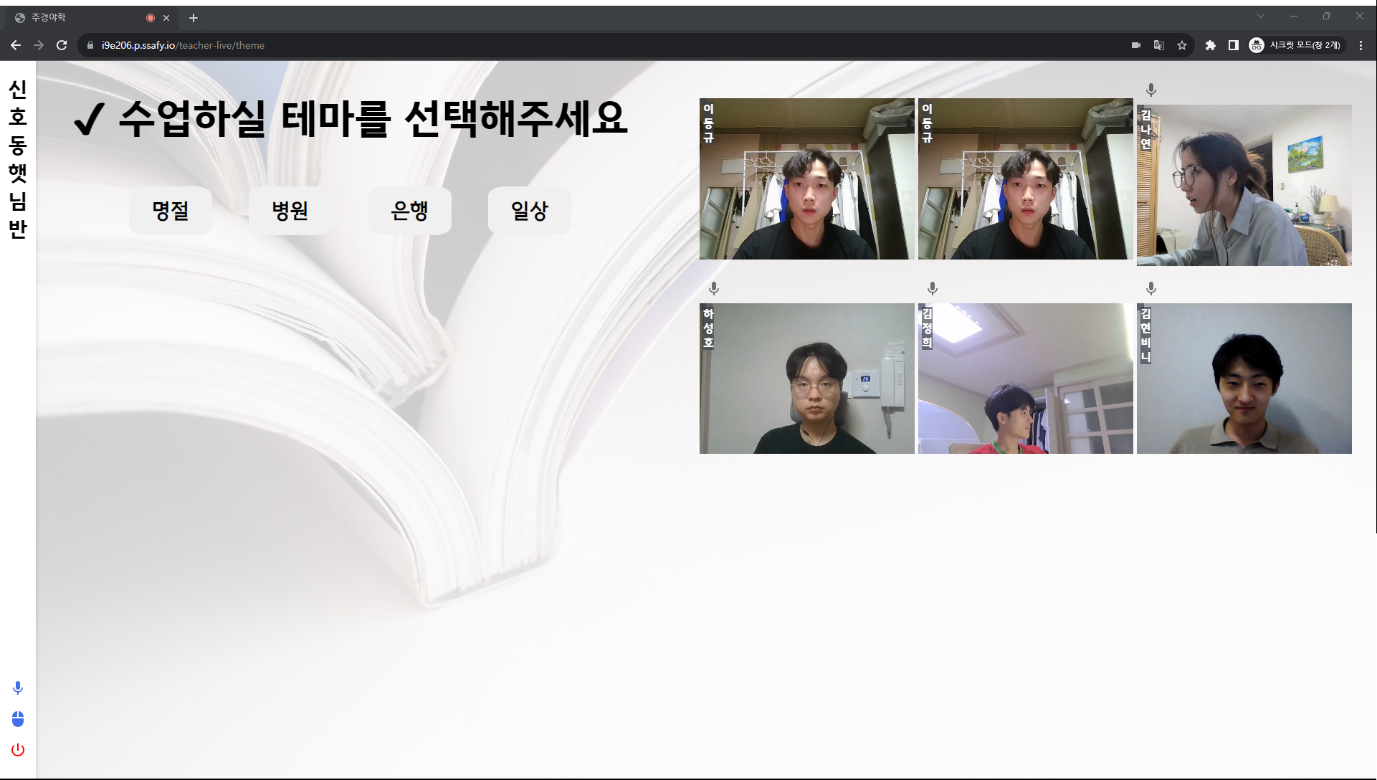 주경야학
i9e206.p.ssafy.io/teacher-live/theme
시크릿 모드(창 2개)
신호동햇님반
✔ 수업하실 테마를 선택해주세요
명절
병원
은행
일상
이등규
이등규
김나연
하성호
김정희
김현비니